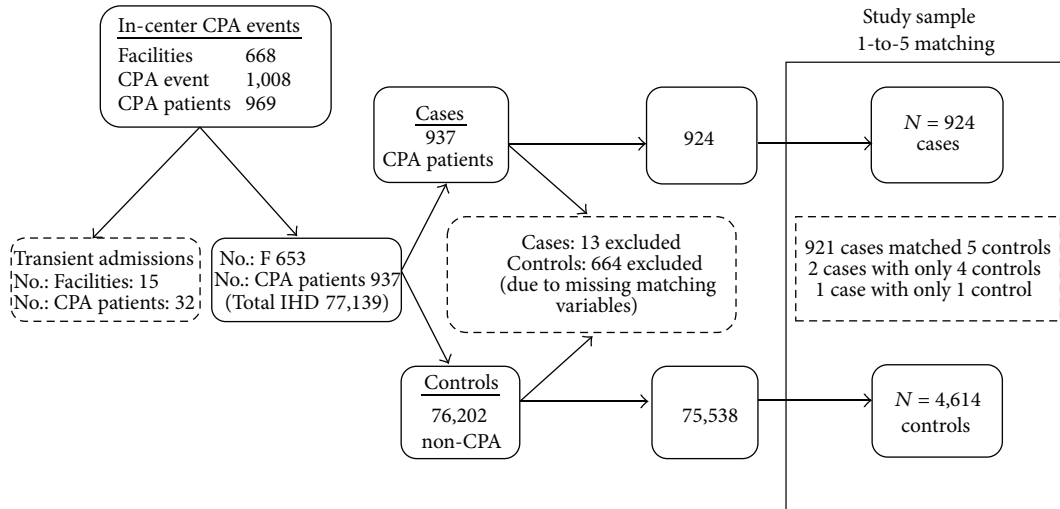 In-center CPA events
Facilities 668
CPA event 1,008
CPA patients 969
Transient admissions
No.: Facilities: 15
No.: CPA patients: 32
No.: F 653
No.: CPA patients 937
(Total IHD 77,139)
Cases
937
CPA patients
Controls
76,202
non-CPA
Cases: 13 excluded
Controls: 664 excluded
(due to missing matching
variables)
924
75,538
Study sample
1-to-5 matching
N = 924
cases
921 cases matched 5 controls
2 cases with only 4 controls
1 case with only 1 control
N = 4,614
controls